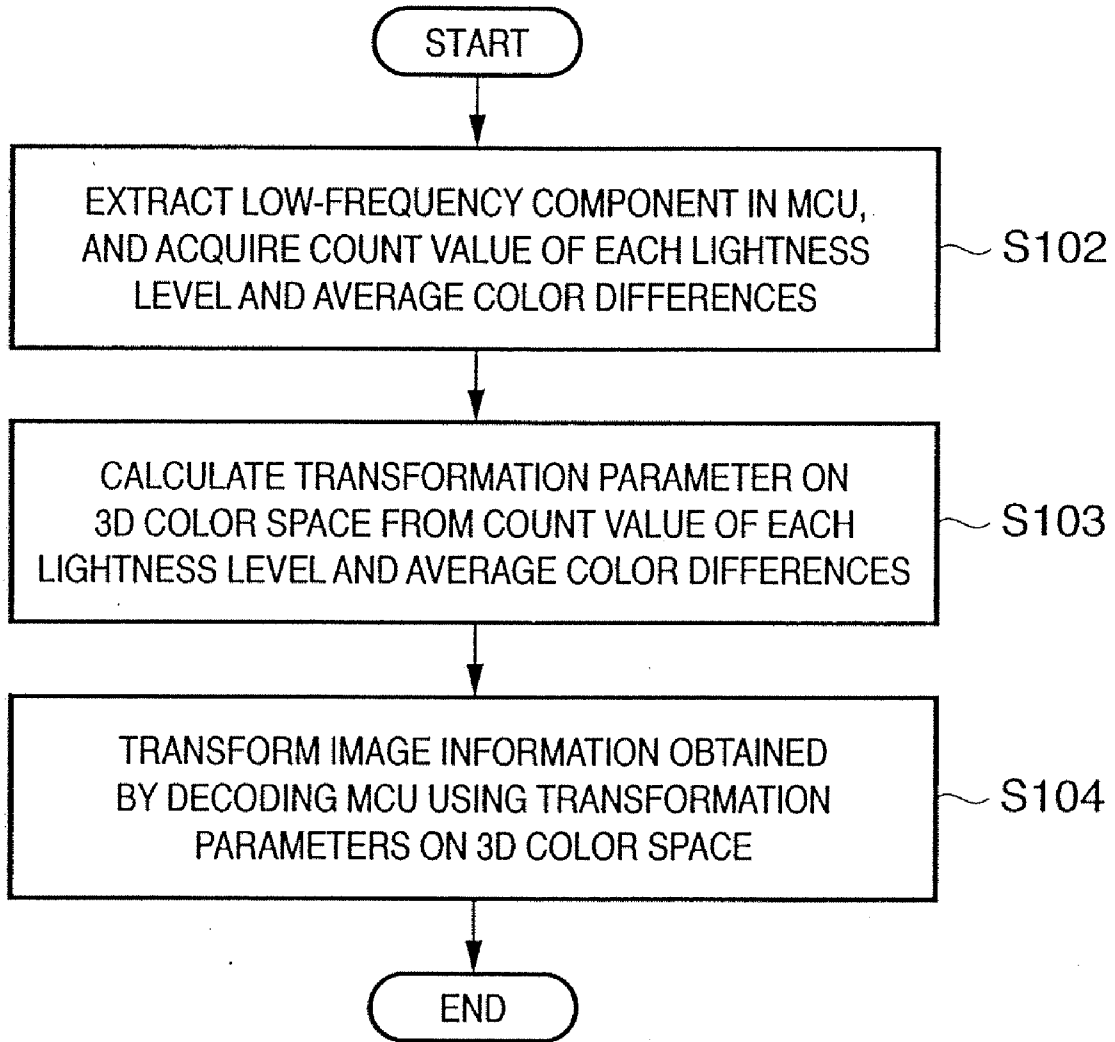 START
EXTRACT LOW-FREQUENCY COMPONENT IN MCU,
AND ACQUIRE COUNT VALUE OF EACH LIGHTNESS
LEVEL AND AVERAGE COLOR DIFFERENCES
S102
CALCULATE TRANSFORMATION PARAMETER ON
3D COLOR SPACE FROM COUNT VALUE OF EACH
LIGHTNESS LEVEL AND AVERAGE COLOR DIFFERENCES
S103
TRANSFORM IMAGE INFORMATION OBTAINED
BY DECODING MCU USING TRANSFORMATION
PARAMETERS ON 3D COLOR SPACE
S104
END